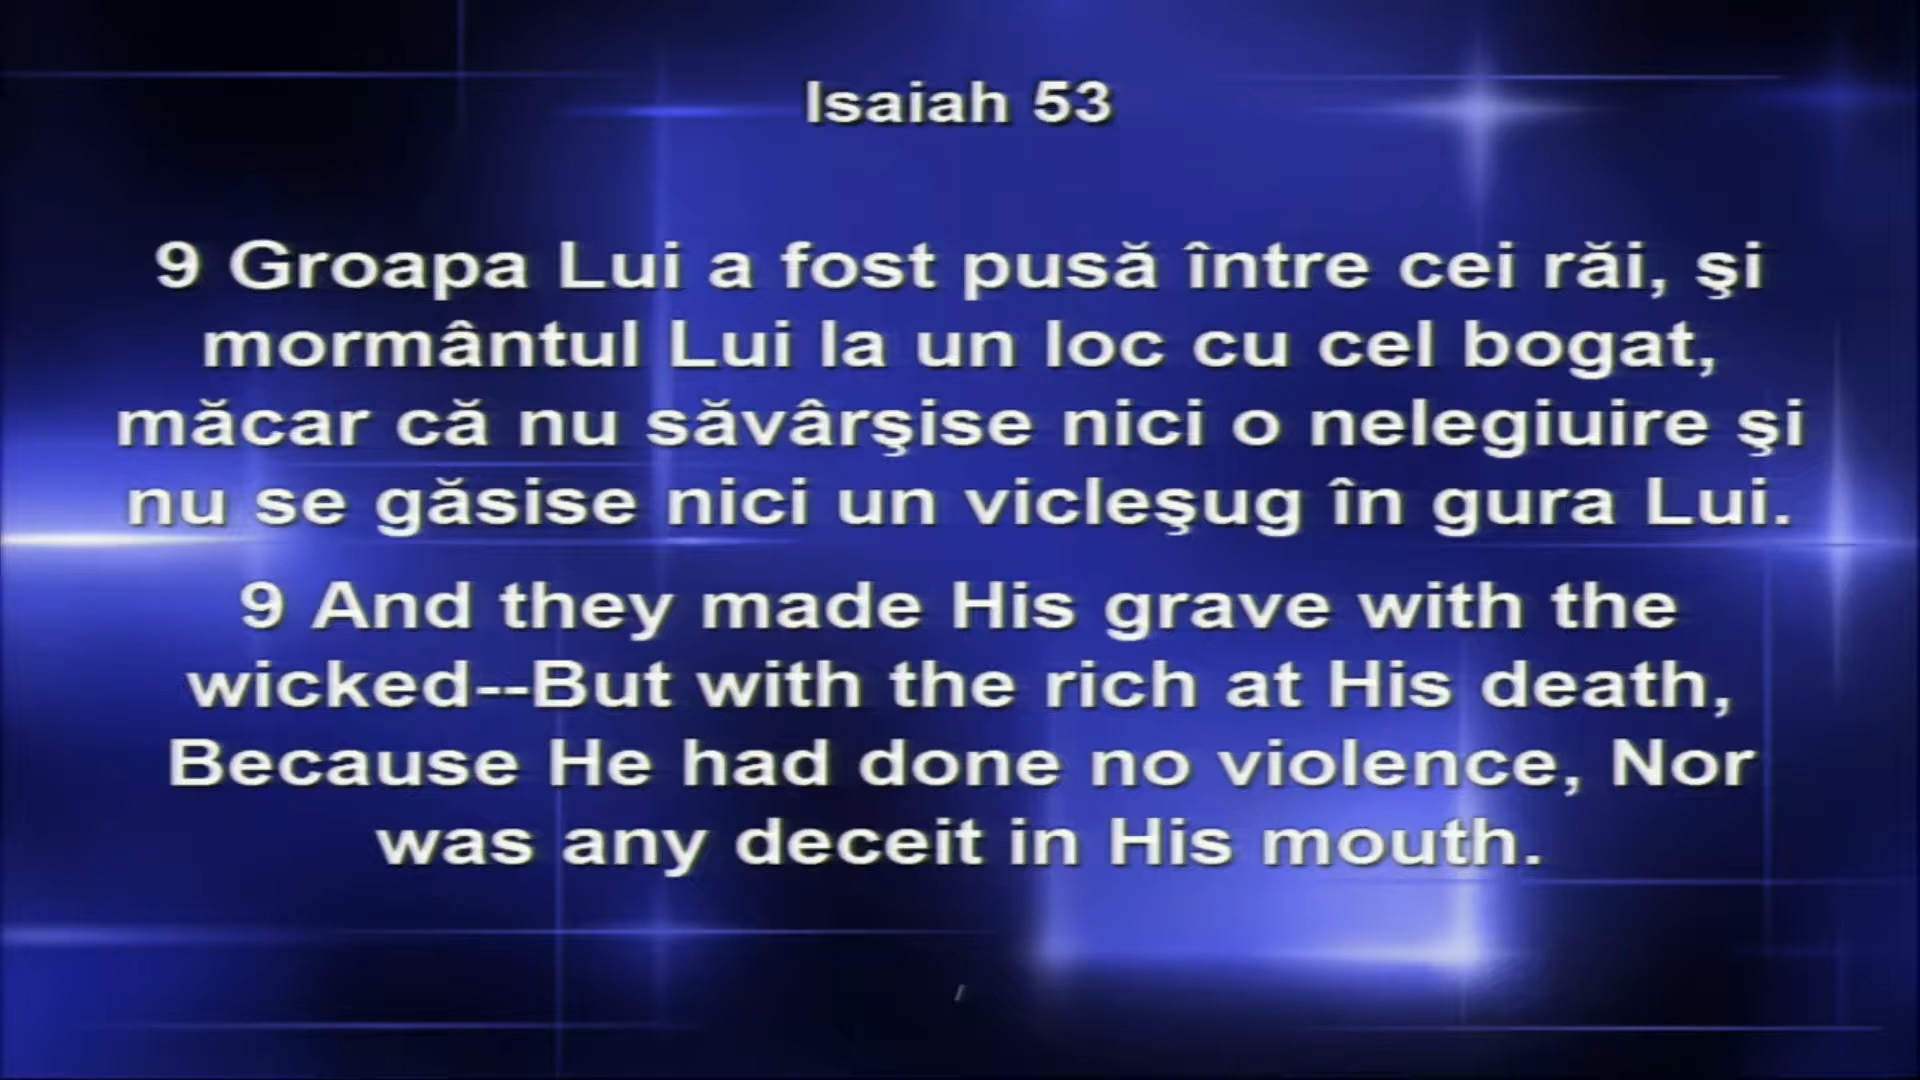 Isaiah 53
9 Groapa Lui a fost pusă între cei răi, şi
mormântul Lui la un loc cu cel bogat,
măcar că nu săvârşise nici o nelegiuire şi
nu se găsise nici un vicleşug în gura Lui.
9 And they made His grave with the
wicked--But with the rich at His death,
Because He had done no violence, Nor
was any deceit in His mouth.